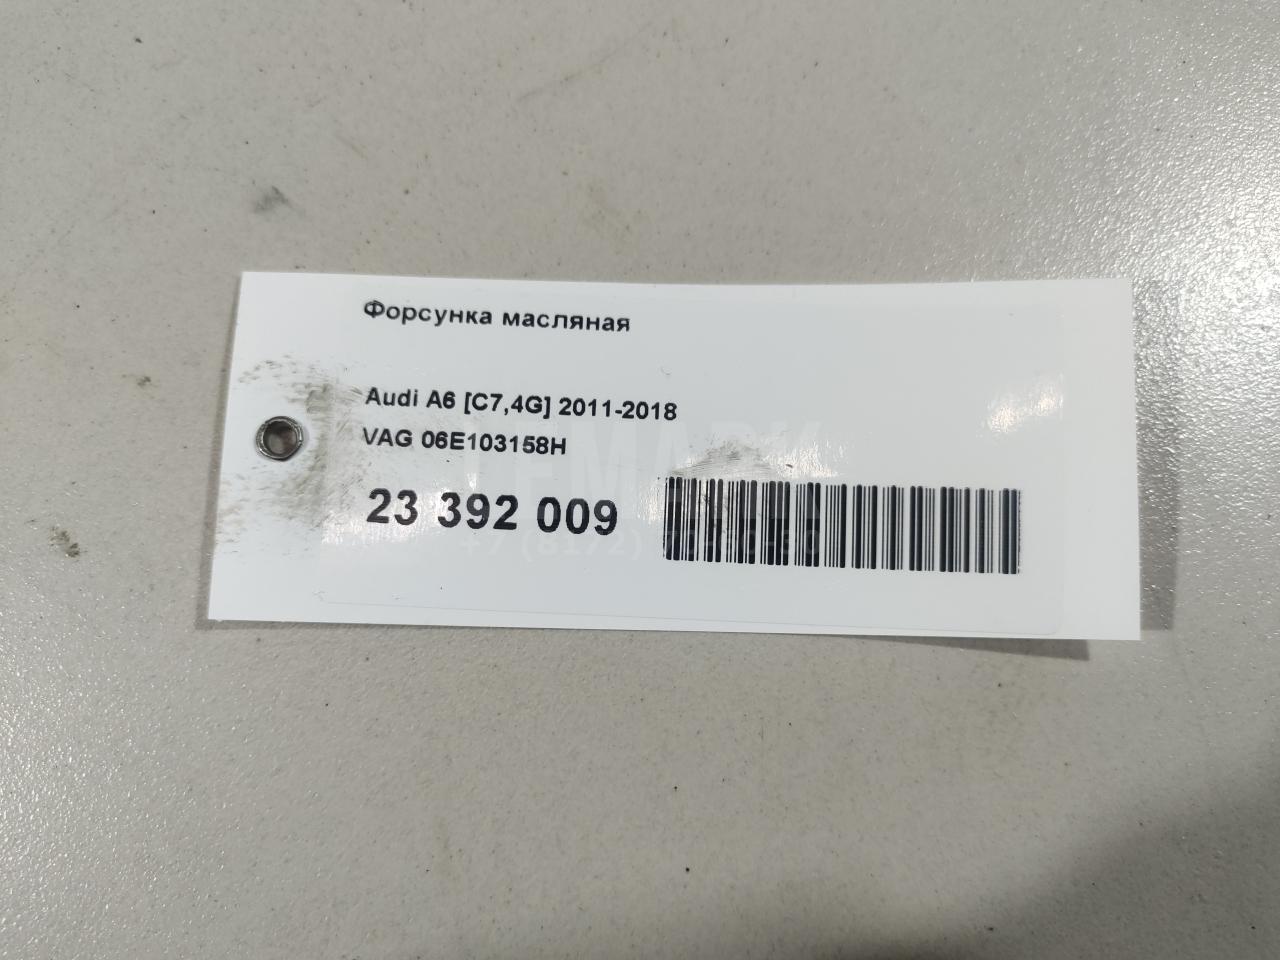 Форсунка масляная
Audi A6 [C7,4G] 2011-2018
VAG 06E103158H
23 392 009